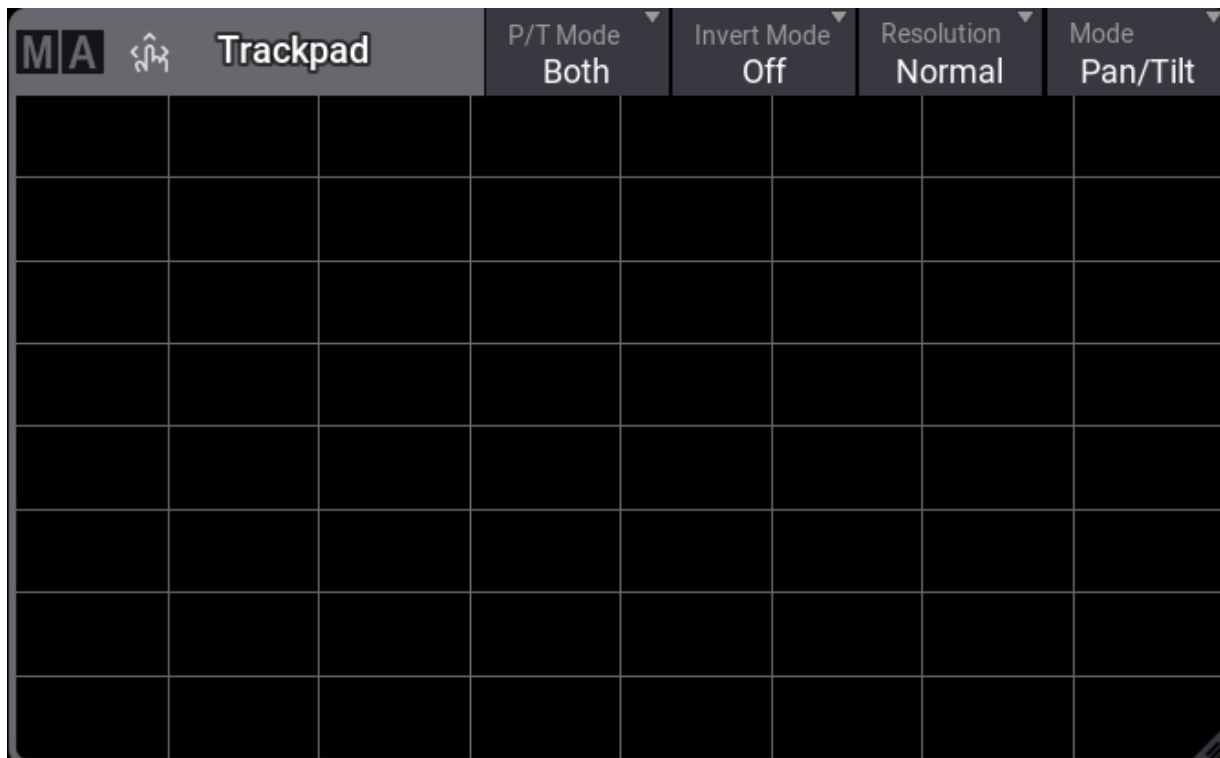 MA Trackpad
P/T Mode
Both
Invert Mode
Off
Resolution
Normal
Mode
Pan/Tilt